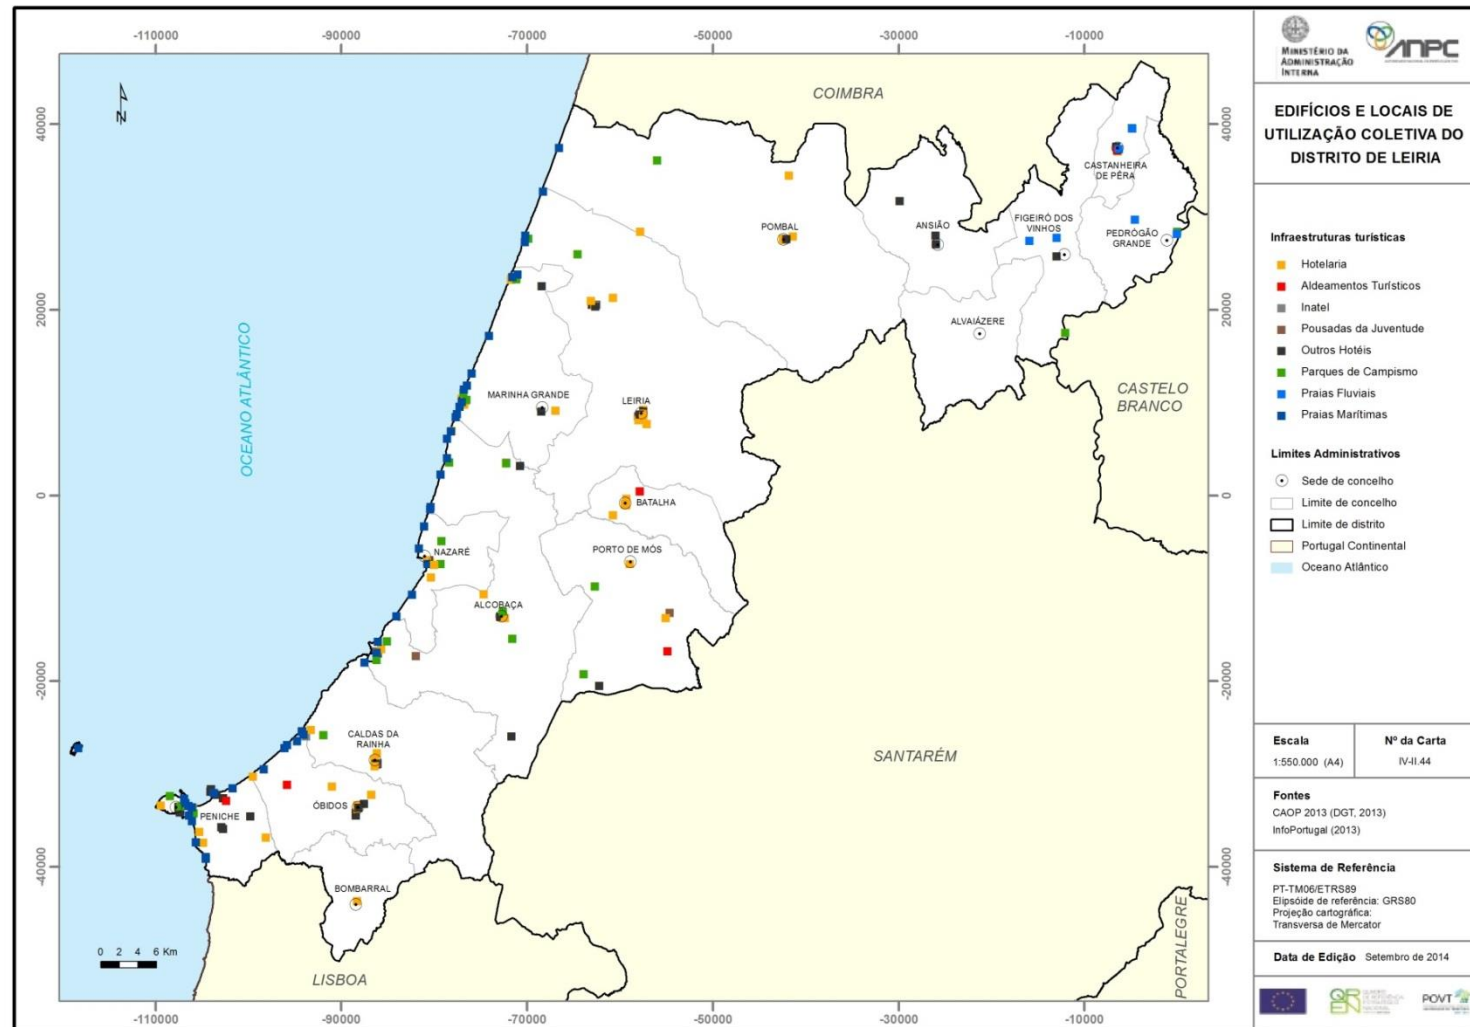 -110000
-90000
-70000
-50000
-30000
-10000
40000
20000
0
-20000
40000
40000
20000
0
-20000
40000
-110000
-90000
-70000
-50000
-30000
-10000
N
COIMBRA
CASTANHEIRA
DE PÊRA
POMBAL
ANSIÃO
FIGEIRÓ DOS
VINHOS
PEDRÓGÃO
GRANDE
ALVAIÁZERE
OCEANO ATLÂNTICO
MARINHA GRANDE
LEIRIA
CASTELO
BRANCO
BATALHA
NAZARÉ
PORTO DE MÓS
ALCOBAÇA
CALDAS DA
RAINHA
SANTARÉM
ÓBIDOS
PENICHE
BOMBARRAL
LISBOA
PORTALEGRE
0 2 4 6 Km
MINISTÉRIO DA
ADMINISTRAÇÃO
INTERNA
ANPC
EDIFÍCIOS E LOCAIS DE
UTILIZAÇÃO COLETIVA DO
DISTRITO DE LEIRIA
Infraestruturas turísticas
Hotelaria
Aldeamentos Turísticos
Inatel
Pousadas da Juventude
Outros Hotéis
Parques de Campismo
Praias Fluviais
Praias Marítimas
Limites Administrativos
Sede de concelho
Limite de concelho
Limite de distrito
Portugal Continental
Oceano Atlântico
Escala
1:550.000 (A4)
Nº da Carta
IV-II.44
Fontes
CAOP 2013 (DGT, 2013)
InfoPortugal (2013)
Sistema de Referência
PT-TM06/ETRS89
Elipsóide de referência: GRS80
Projeção cartográfica:
Transversa de Mercator
Data de Edição Setembro de 2014
QREN
POVT